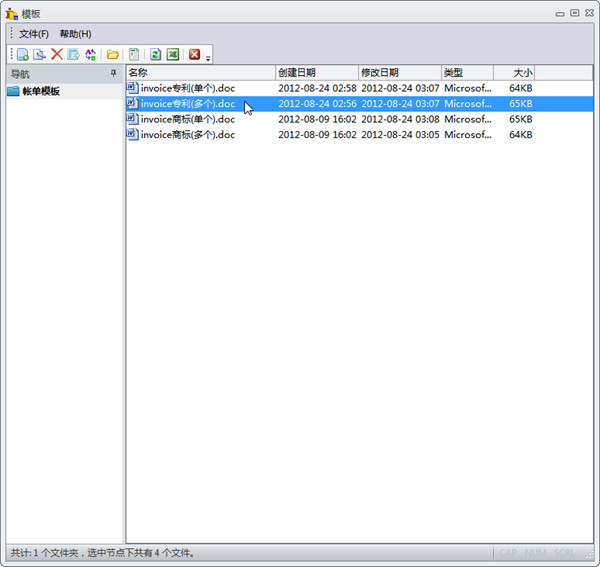 模板
文件(F) 帮助(H)
导航
帐单模板
名称 创建日期 修改日期 类型 大小
invoice专利(单个).doc 2012-08-24 02:58 2012-08-24 03:07 Microsof... 64KB
invoice专利(多个).doc 2012-08-24 02:56 2012-08-24 03:07 Microsof... 65KB
invoice商标(单个).doc 2012-08-09 16:02 2012-08-24 03:08 Microsof... 65KB
invoice商标(多个).doc 2012-08-09 16:02 2012-08-24 03:05 Microsof... 64KB
共计: 1 个文件夹，选中节点下共有 4 个文件。 CAP NUM SCRL